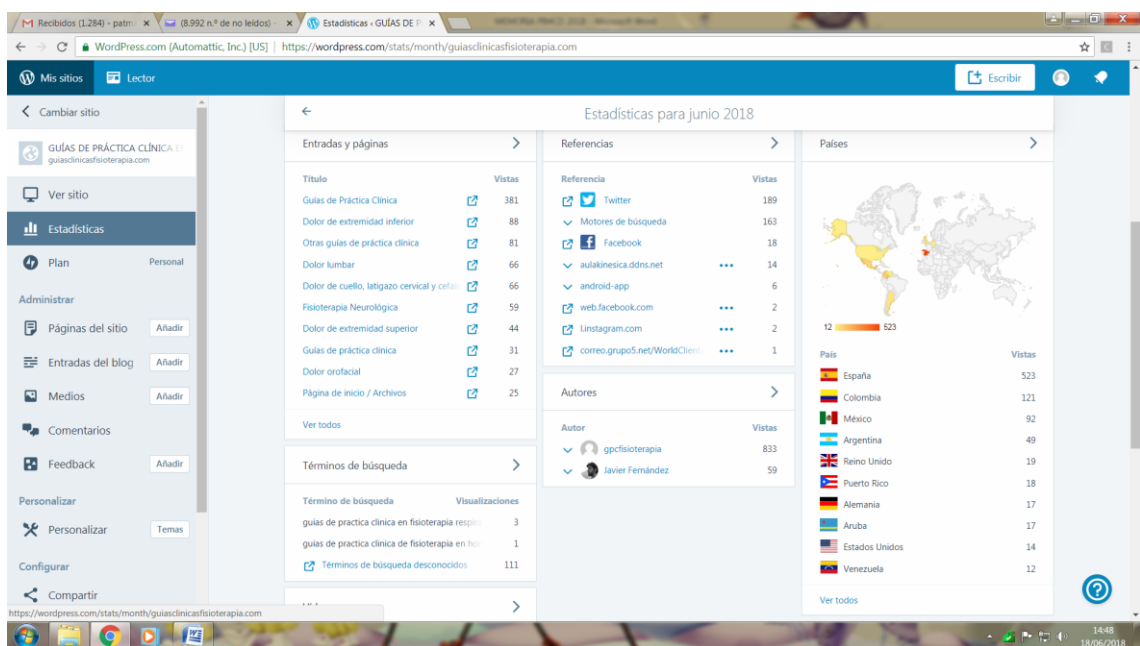 Recibidos (1.284) - patm
(8.992 n.º de no leídos) -
Estadísticas ‹ GUÍAS DE P
MEMORIA PRMCD 2018 - Microsoft Word
WordPress.com (Automattic, Inc.) [US]
https://wordpress.com/stats/month/guiasclinicasfisioterapia.com
Mis sitios
Lector
Escribir
Cambiar sitio
GUÍAS DE PRÁCTICA CLÍNICA E
guiasclinicasfisioterapia.com
Ver sitio
Estadísticas
Plan Personal
Administrar
Páginas del sitio Añadir
Entradas del blog Añadir
Medios Añadir
Comentarios
Feedback Añadir
Personalizar
Personalizar Temas
Configurar
Compartir
https://wordpress.com/stats/month/guiasclinicasfisioterapia.com
Estadísticas para junio 2018
Entradas y páginas
Título Vistas
Guías de Práctica Clínica 381
Dolor de extremidad inferior 88
Otras guías de práctica clínica 81
Dolor lumbar 66
Dolor de cuello, latigazo cervical y cefale 66
Fisioterapia Neurológica 59
Dolor de extremidad superior 44
Guías de práctica clínica 31
Dolor orofacial 27
Página de inicio / Archivos 25
Ver todos
Términos de búsqueda
Término de búsqueda Visualizaciones
guias de practica clinica en fisioterapia respir 3
guias de practica clinica de fisioterapia en ho 1
Términos de búsqueda desconocidos 111
Referencias
Referencia Vistas
Twitter 189
Motores de búsqueda 163
Facebook 18
aulakinesica.ddns.net ••• 14
android-app 6
web.facebook.com ••• 2
l.instagram.com ••• 2
correo.grupo5.net/WorldClient ••• 1
Autores
Autor Vistas
gpcfisioterapia 833
Javier Fernández 59
Países
12 523
País Vistas
España 523
Colombia 121
México 92
Argentina 49
Reino Unido 19
Puerto Rico 18
Alemania 17
Aruba 17
Estados Unidos 14
Venezuela 12
Ver todos
14:48
18/06/2018